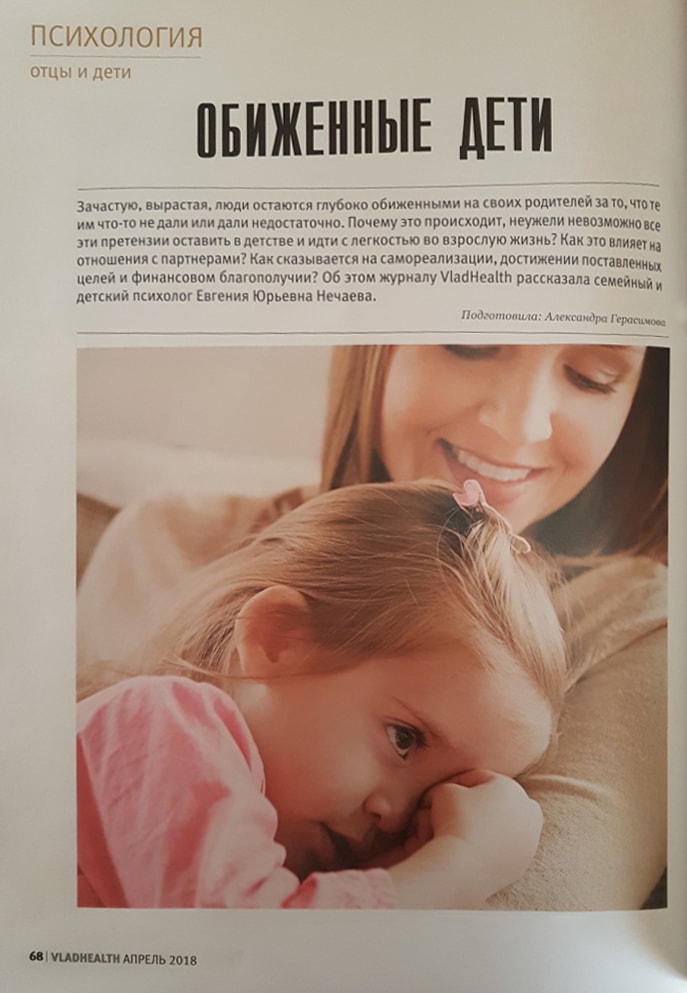 ПСИХОЛОГИЯ
отцы и дети
ОБИЖЕННЫЕ ДЕТИ
Зачастую, вырастая, люди остаются глубоко обиженными на своих родителей за то, что те
им что-то не дали или дали недостаточно. Почему это происходит, неужели невозможно все
эти претензии оставить в детстве и идти с легкостью во взрослую жизнь? Как это влияет на
отношения с партнерами? Как сказывается на самореализации, достижении поставленных
целей и финансовом благополучии? Об этом журналу VladHealth рассказала семейный и
детский психолог Евгения Юрьевна Нечаева.
Подготовила: Александра Герасимова
68 | VLADHEALTH АПРЕЛЬ 2018